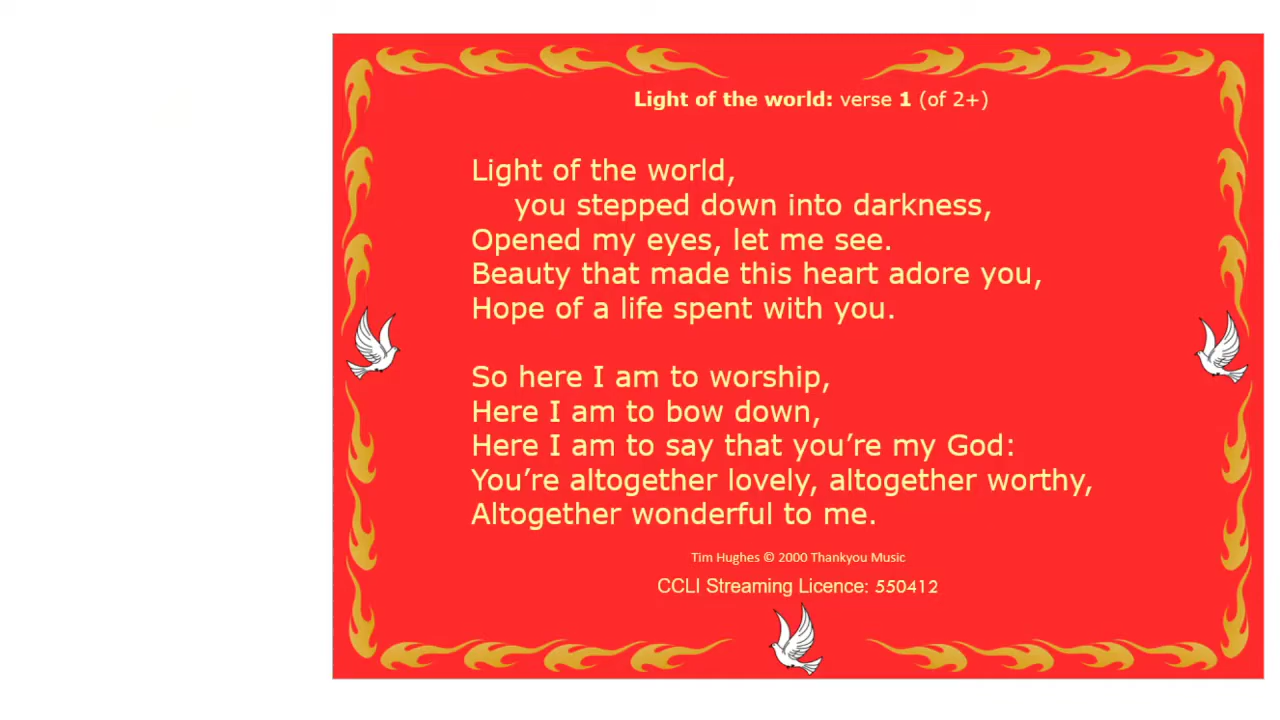 Light of the world: verse 1 (of 2+)
Light of the world,
you stepped down into darkness,
Opened my eyes, let me see.
Beauty that made this heart adore you,
Hope of a life spent with you.
So here I am to worship,
Here I am to bow down,
Here I am to say that you’re my God:
You’re altogether lovely, altogether worthy,
Altogether wonderful to me.
Tim Hughes © 2000 Thankyou Music
CCLI Streaming Licence: 550412